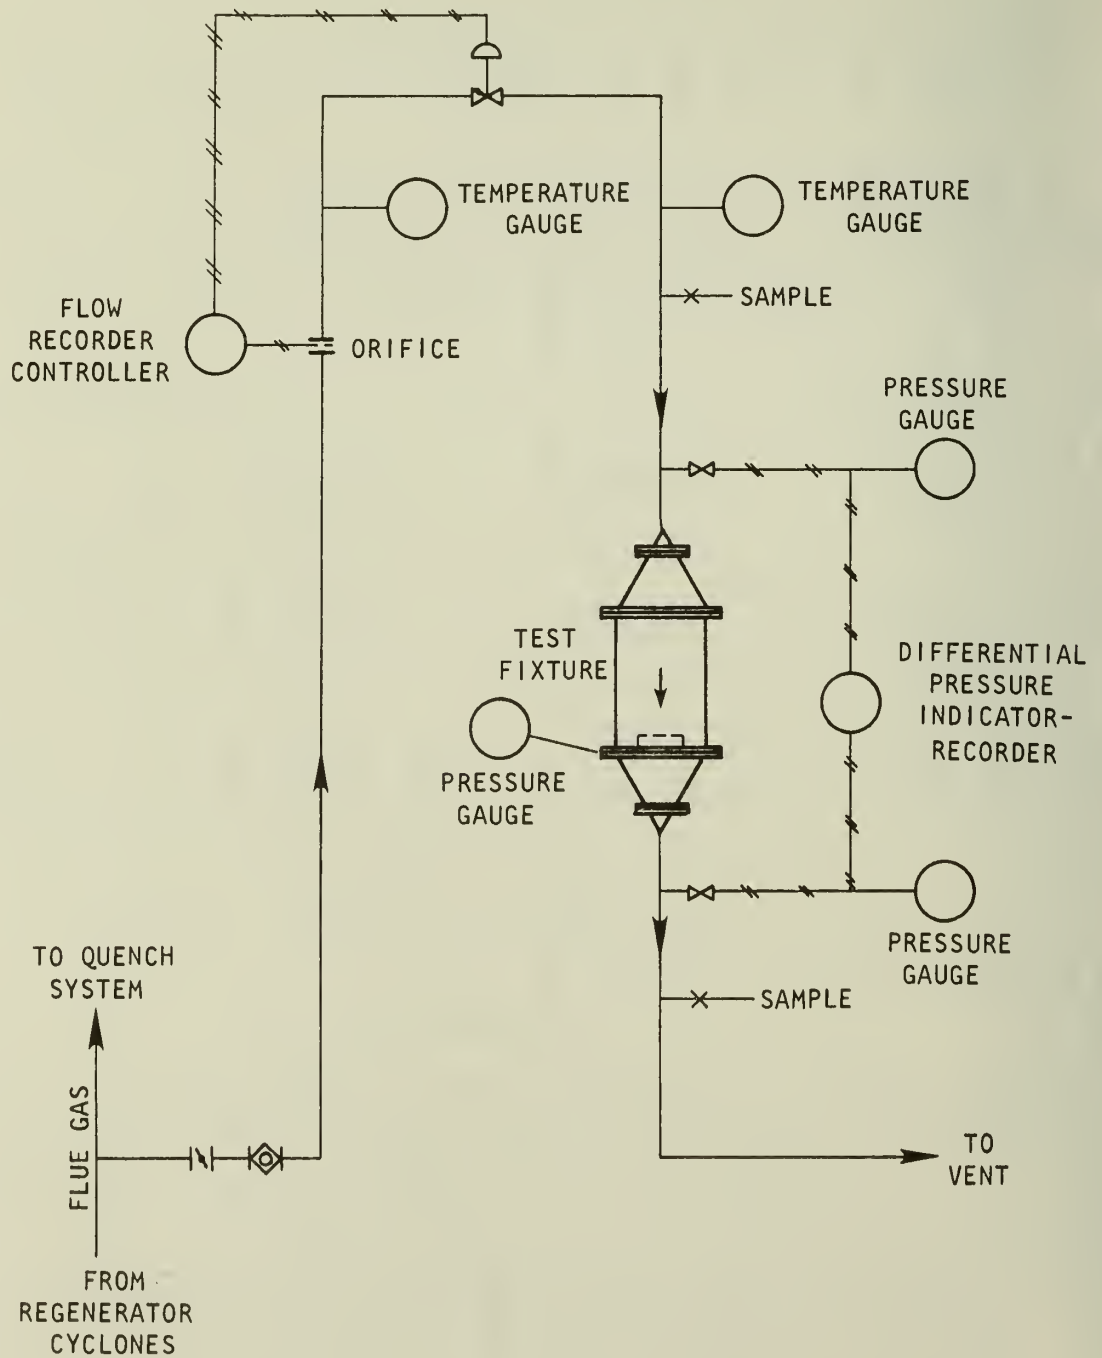 TEMPERATURE
GAUGE
TEMPERATURE
GAUGE
FLOW
RECORDER
CONTROLLER
ORIFICE
SAMPLE
PRESSURE
GAUGE
TEST
FIXTURE
DIFFERENTIAL
PRESSURE
INDICATOR-
RECORDER
PRESSURE
GAUGE
PRESSURE
GAUGE
TO QUENCH
SYSTEM
SAMPLE
FLUE GAS
TO
VENT
FROM
REGENERATOR
CYCLONES